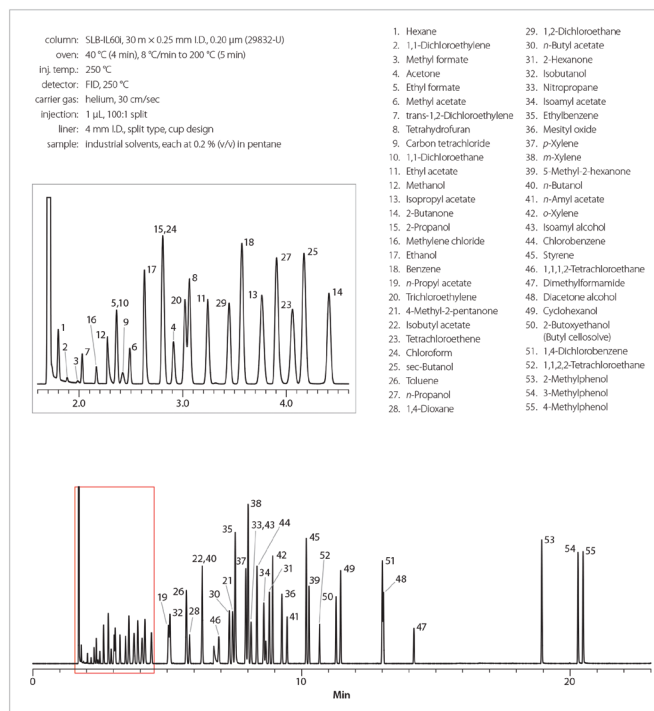 column: SLB-IL60i, 30 m × 0.25 mm I.D., 0.20 μm (29832-U)
oven: 40 °C (4 min), 8 °C/min to 200 °C (5 min)
inj. temp.: 250 °C
detector: FID, 250 °C
carrier gas: helium, 30 cm/sec
injection: 1 μL, 100:1 split
liner: 4 mm I.D., split type, cup design
sample: industrial solvents, each at 0.2 % (v/v) in pentane
1. Hexane
2. 1,1-Dichloroethylene
3. Methyl formate
4. Acetone
5. Ethyl formate
6. Methyl acetate
7. trans-1,2-Dichloroethylene
8. Tetrahydrofuran
9. Carbon tetrachloride
10. 1,1-Dichloroethane
11. Ethyl acetate
12. Methanol
13. Isopropyl acetate
14. 2-Butanone
15. 2-Propanol
16. Methylene chloride
17. Ethanol
18. Benzene
19. n-Propyl acetate
20. Trichloroethylene
21. 4-Methyl-2-pentanone
22. Isobutyl acetate
23. Tetrachloroethene
24. Chloroform
25. sec-Butanol
26. Toluene
27. n-Propanol
28. 1,4-Dioxane
29. 1,2-Dichloroethane
30. n-Butyl acetate
31. 2-Hexanone
32. Isobutanol
33. Nitropropane
34. Isoamyl acetate
35. Ethylbenzene
36. Mesityl oxide
37. p-Xylene
38. m-Xylene
39. 5-Methyl-2-hexanone
40. n-Butanol
41. n-Amyl acetate
42. o-Xylene
43. Isoamyl alcohol
44. Chlorobenzene
45. Styrene
46. 1,1,1,2-Tetrachloroethane
47. Dimethylformamide
48. Diacetone alcohol
49. Cyclohexanol
50. 2-Butoxyethanol
(Butyl cellosolve)
51. 1,4-Dichlorobenzene
52. 1,1,2,2-Tetrachloroethane
53. 2-Methylphenol
54. 3-Methylphenol
55. 4-Methylphenol
15,24
18
25
27
17
8
14
5,10
20
11
29
13
23
16
9
12
4
1
6
2
3
7
2.0
3.0
4.0
38
33,43
44
35
45
53
22,40
42
52
54
55
37
31
51
21
34
49
26
39
48
30
36
50
19
32
28
46
41
47
0
10
20
Min